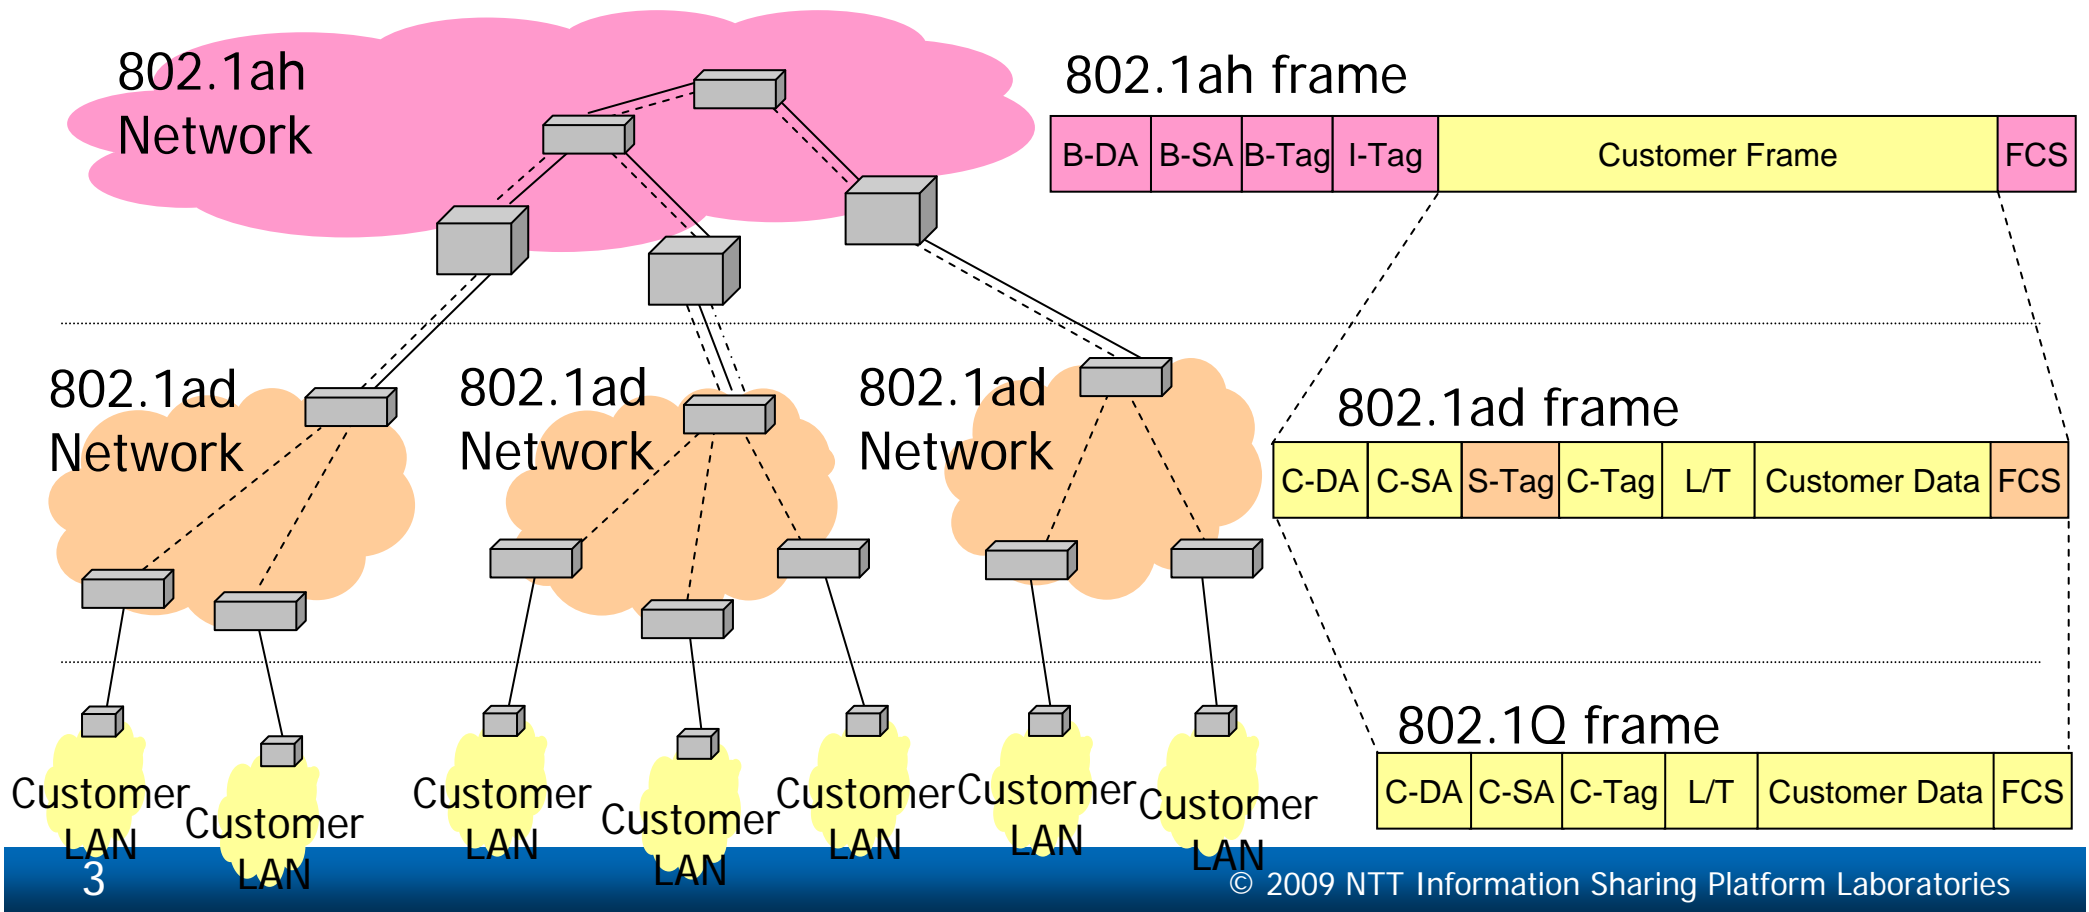 802.1ah
Network
802.1ah frame
B-DA B-SA B-Tag I-Tag Customer Frame FCS
802.1ad
Network
802.1ad
Network
802.1ad
Network
802.1ad frame
C-DA C-SA S-Tag C-Tag L/T Customer Data FCS
802.1Q frame
C-DA C-SA C-Tag L/T Customer Data FCS
Customer
LAN
Customer
LAN
Customer
LAN
Customer
LAN
Customer
LAN
Customer
LAN
Customer
LAN
3
© 2009 NTT Information Sharing Platform Laboratories